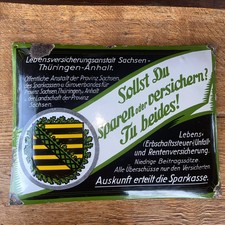 Lebensversicherungsanstalt Sachsen-
Thüringen-Anhalt.
Öffentliche Anstalt der Provinz Sachsen,
des Sparkassen- u. Giroverbandes für
Provinz Sachsen, Thüringen u. Anhalt
der Landschaft der Provinz
Sachsen.
Sollst Du
sparen oder versichern?
Tu beides!
Lebens-
(Erbschaftssteuer) Unfall-
und Rentenversicherung.
Niedrige Beitragssätze.
Alle Überschüsse nur den Versicherten.
Auskunft erteilt die Sparkasse.